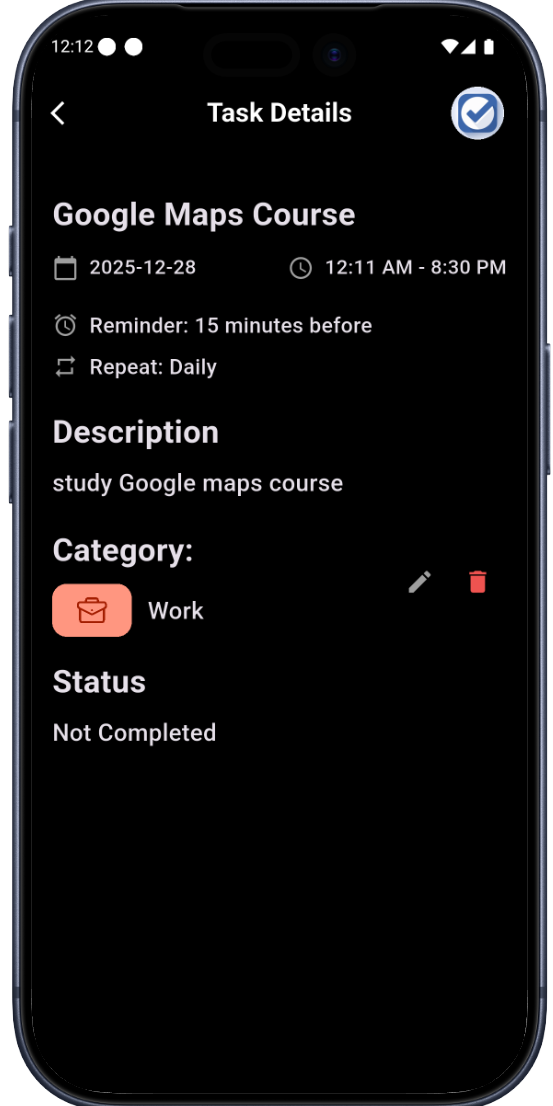 12:12
Task Details
Google Maps Course
2025-12-28 12:11 AM - 8:30 PM
Reminder: 15 minutes before
Repeat: Daily
Description
study Google maps course
Category:
Work
Status
Not Completed